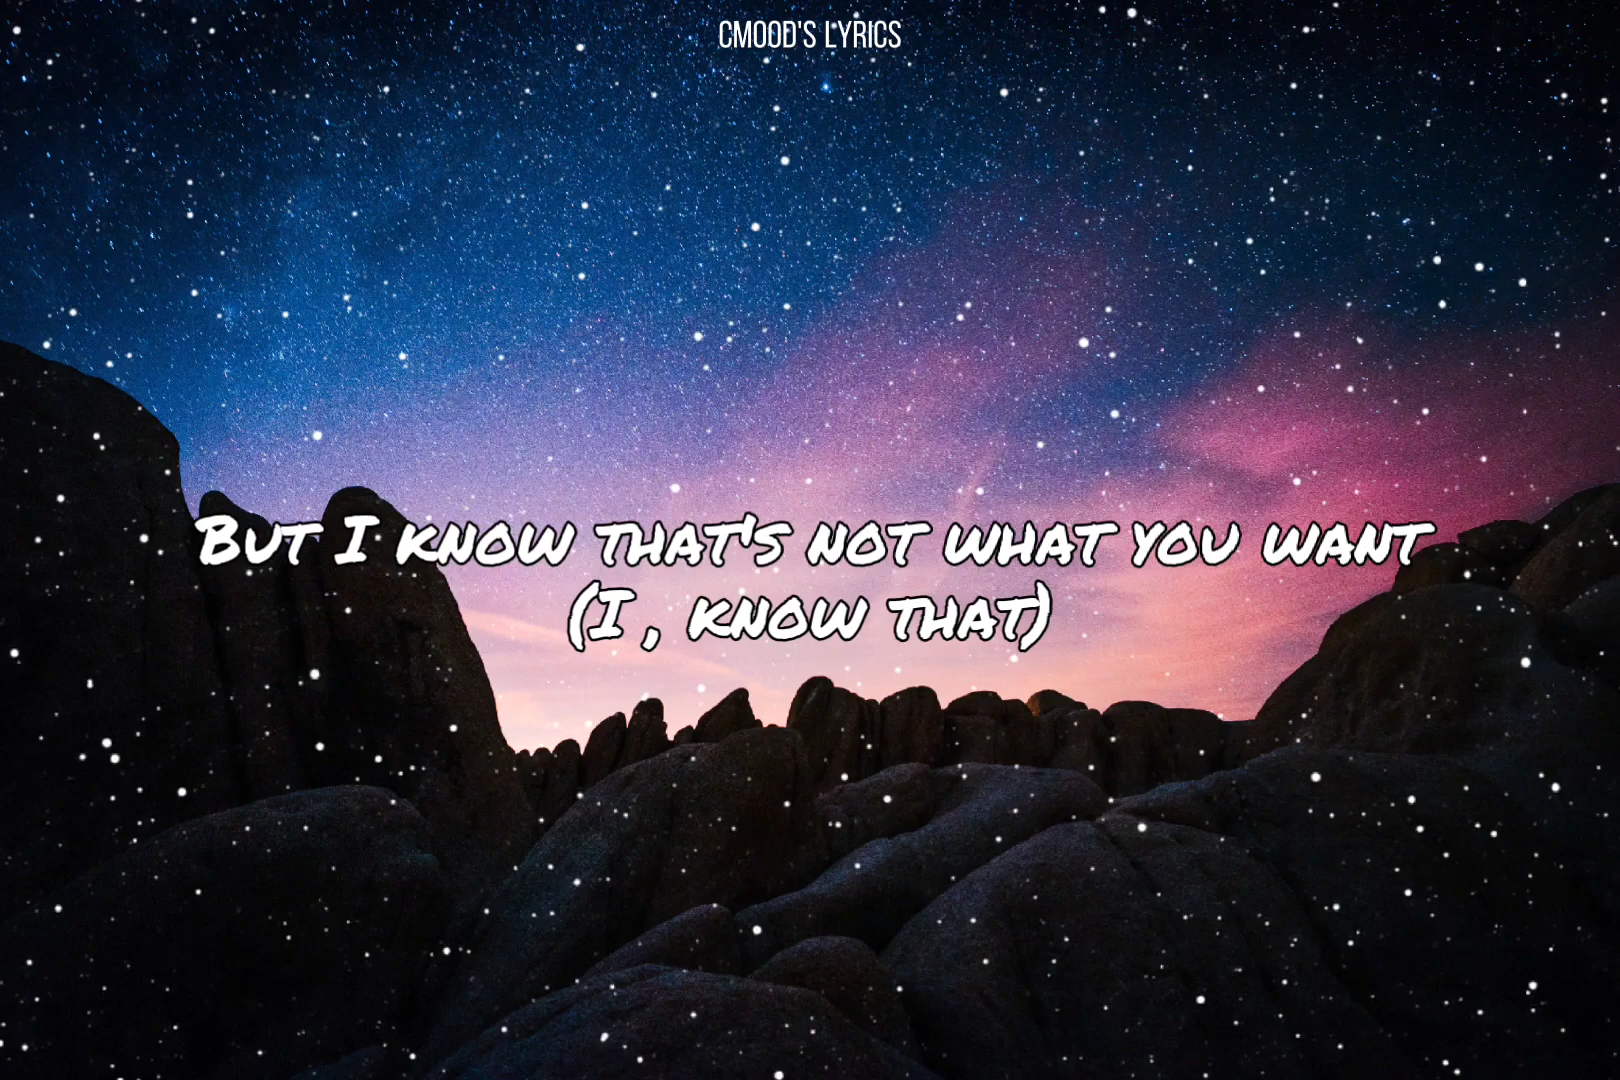 CMOOD'S LYRICS
BUT I KNOW THAT'S NOT WHAT YOU WANT
(I , KNOW THAT)